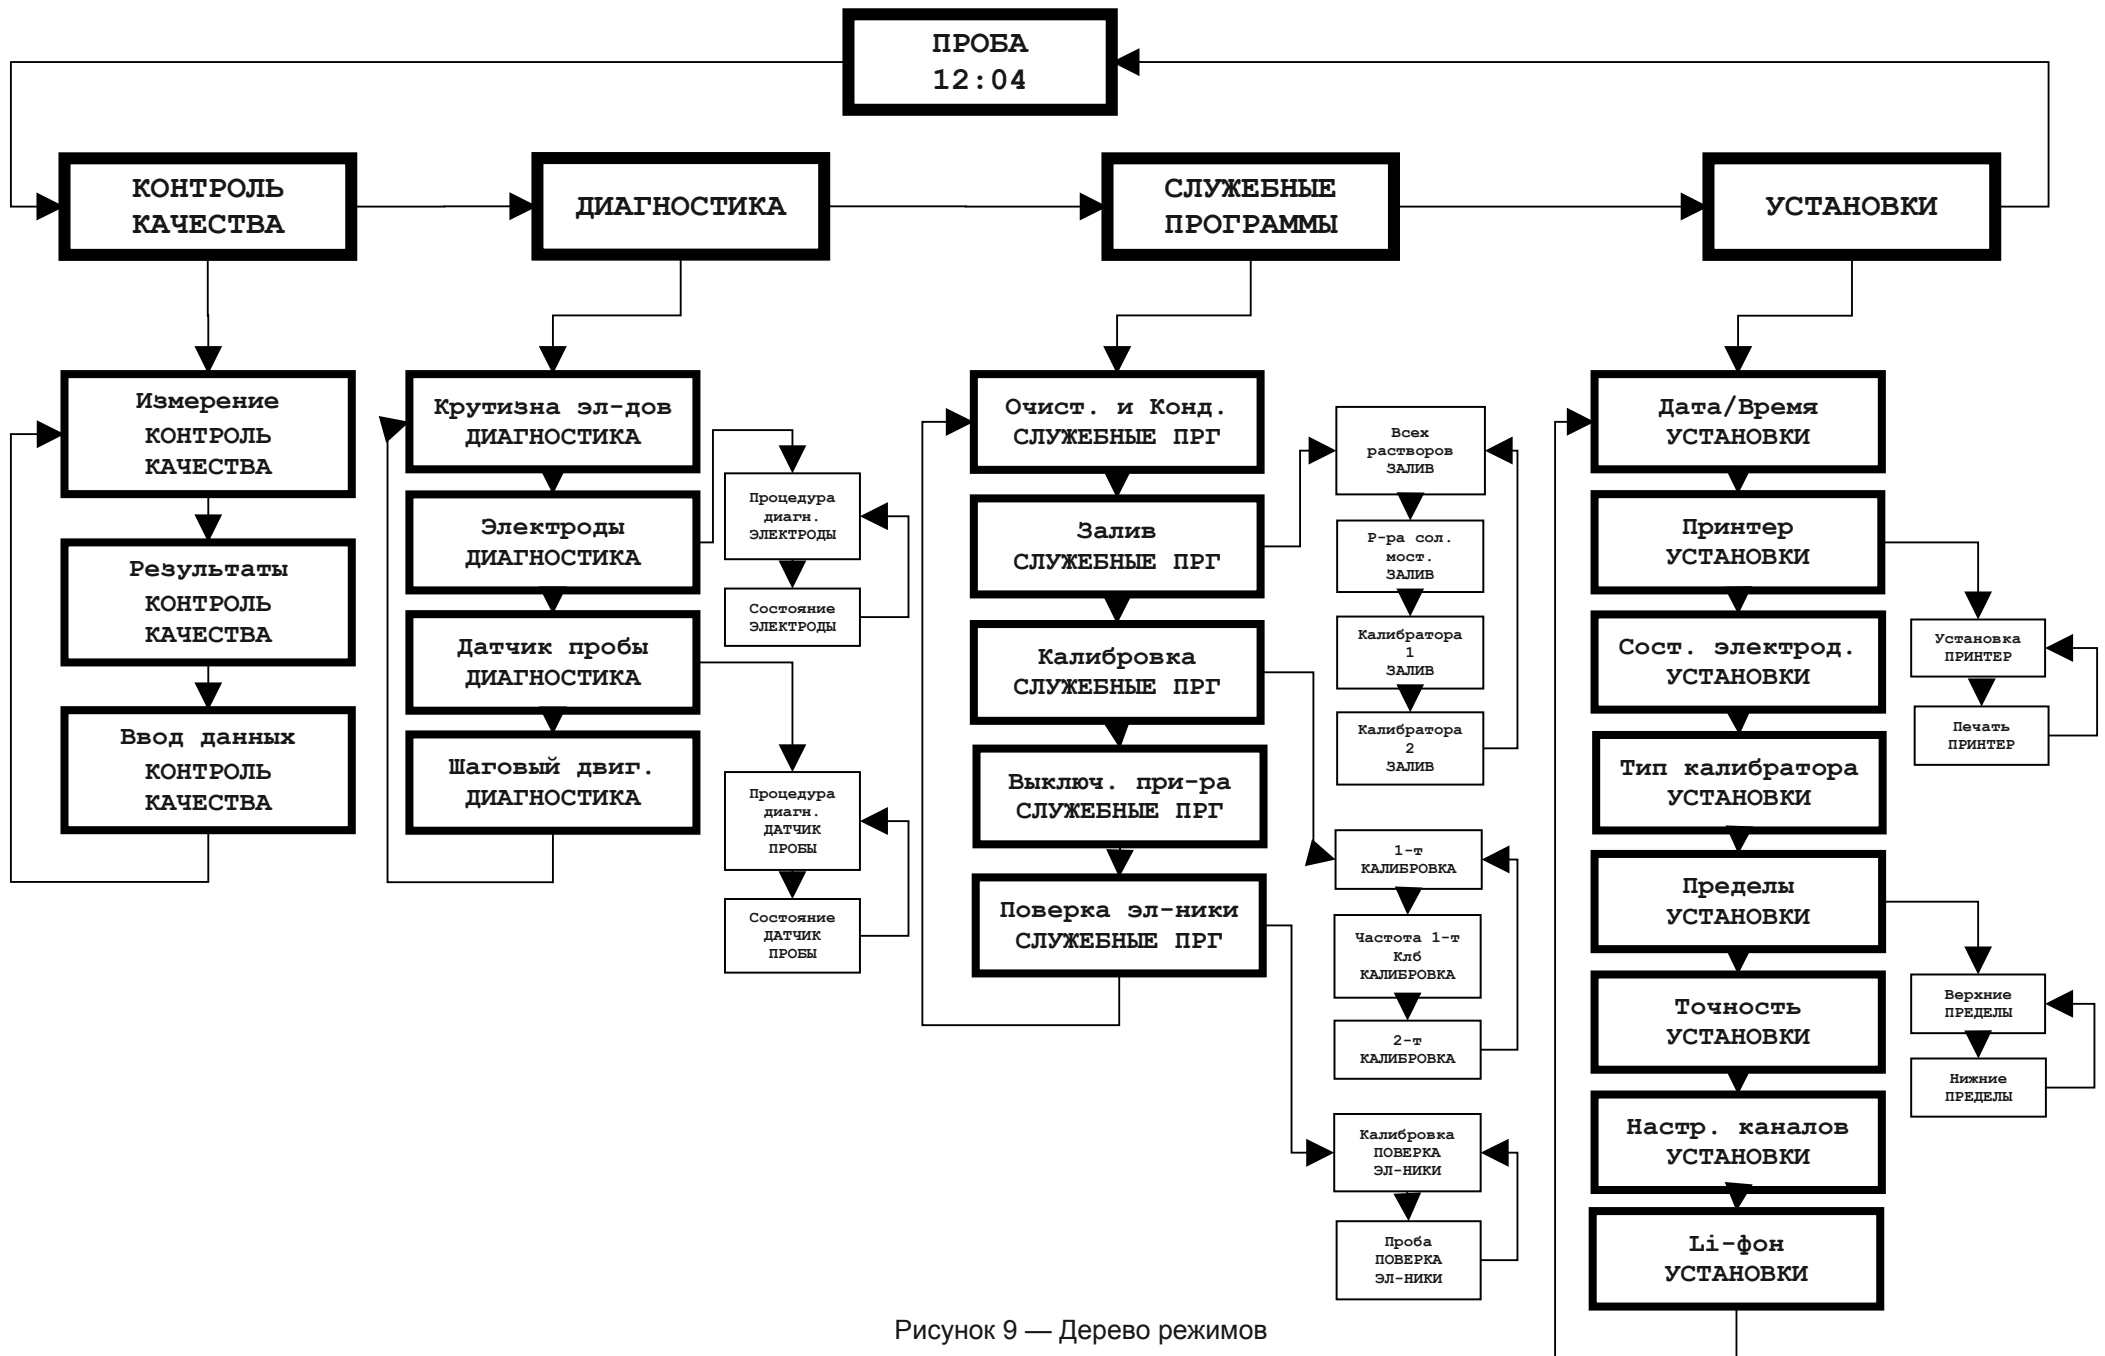 ПРОБА
12:04
КОНТРОЛЬ
КАЧЕСТВА
ДИАГНОСТИКА
СЛУЖЕБНЫЕ
ПРОГРАММЫ
УСТАНОВКИ
Измерение
КОНТРОЛЬ
КАЧЕСТВА
Результаты
КОНТРОЛЬ
КАЧЕСТВА
Ввод данных
КОНТРОЛЬ
КАЧЕСТВА
Крутизна эл-дов
ДИАГНОСТИКА
Электроды
ДИАГНОСТИКА
Датчик пробы
ДИАГНОСТИКА
Шаговый двиг.
ДИАГНОСТИКА
Процедура
диагн.
ЭЛЕКТРОДЫ
Состояние
ЭЛЕКТРОДЫ
Процедура
диагн.
ДАТЧИК
ПРОБЫ
Состояние
ДАТЧИК
ПРОБЫ
Очист. и Конд.
СЛУЖЕБНЫЕ ПРГ
Залив
СЛУЖЕБНЫЕ ПРГ
Калибровка
СЛУЖЕБНЫЕ ПРГ
Выключ. при-ра
СЛУЖЕБНЫЕ ПРГ
Поверка эл-ники
СЛУЖЕБНЫЕ ПРГ
Всех
растворов
ЗАЛИВ
Р-ра сол.
мост.
ЗАЛИВ
Калибратора
1
ЗАЛИВ
Калибратора
2
ЗАЛИВ
1-т
КАЛИБРОВКА
Частота 1-т
Клб
КАЛИБРОВКА
2-т
КАЛИБРОВКА
Калибровка
ПОВЕРКА
ЭЛ-НИКИ
Проба
ПОВЕРКА
ЭЛ-НИКИ
Дата/Время
УСТАНОВКИ
Принтер
УСТАНОВКИ
Сост. электрод.
УСТАНОВКИ
Тип калибратора
УСТАНОВКИ
Пределы
УСТАНОВКИ
Точность
УСТАНОВКИ
Настр. каналов
УСТАНОВКИ
Li-фон
УСТАНОВКИ
Установка
ПРИНТЕР
Печать
ПРИНТЕР
Верхние
ПРЕДЕЛЫ
Нижние
ПРЕДЕЛЫ
Рисунок 9 — Дерево режимов